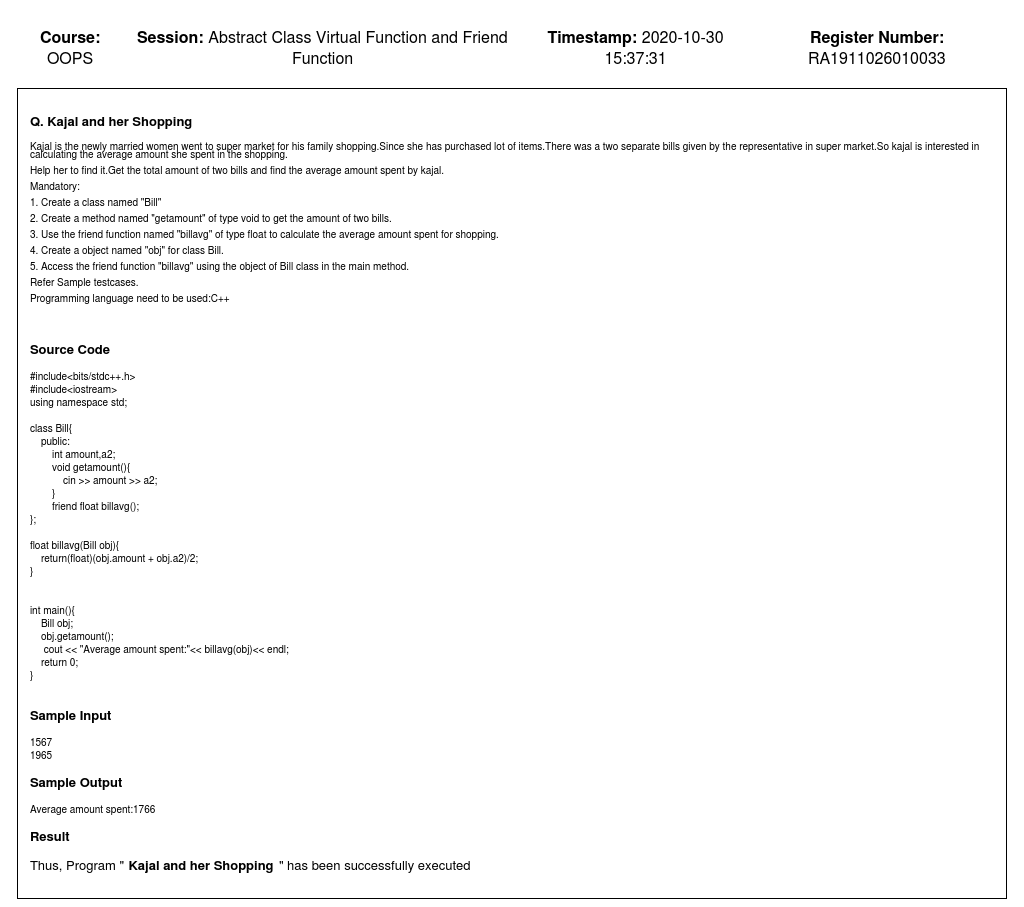 Course: OOPS
Session: Abstract Class Virtual Function and Friend Function
Timestamp: 2020-10-30 15:37:31
Register Number: RA1911026010033
Q. Kajal and her Shopping
Kajal is the newly married women went to super market for his family shopping.Since she has purchased lot of items.There was a two separate bills given by the representative in super market.So kajal is interested in
calculating the average amount she spent in the shopping.
Help her to find it.Get the total amount of two bills and find the average amount spent by kajal.
Mandatory:
1. Create a class named "Bill"
2. Create a method named "getamount" of type void to get the amount of two bills.
3. Use the friend function named "billavg" of type float to calculate the average amount spent for shopping.
4. Create a object named "obj" for class Bill.
5. Access the friend function "billavg" using the object of Bill class in the main method.
Refer Sample testcases.
Programming language need to be used:C++
Source Code
#include<bits/stdc++.h>
#include<iostream>
using namespace std;
class Bill{
    public:
        int amount,a2;
        void getamount(){
            cin >> amount >> a2;
        }
        friend float billavg();
};
float billavg(Bill obj){
    return(float)(obj.amount + obj.a2)/2;
}
int main(){
    Bill obj;
    obj.getamount();
     cout << "Average amount spent:"<< billavg(obj)<< endl;
    return 0;
}
Sample Input
1567
1965
Sample Output
Average amount spent:1766
Result
Thus, Program " Kajal and her Shopping " has been successfully executed